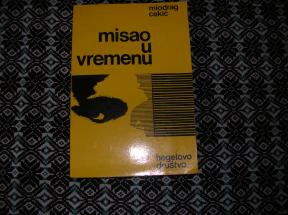 miodrag
cekić
misao
u
vremenu
hegelovo
društvo